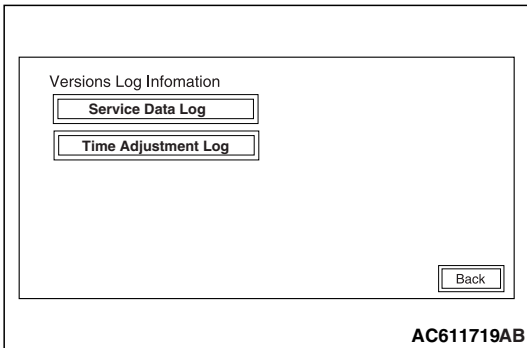 Versions Log Infomation
Service Data Log
Time Adjustment Log
Back
AC611719AB